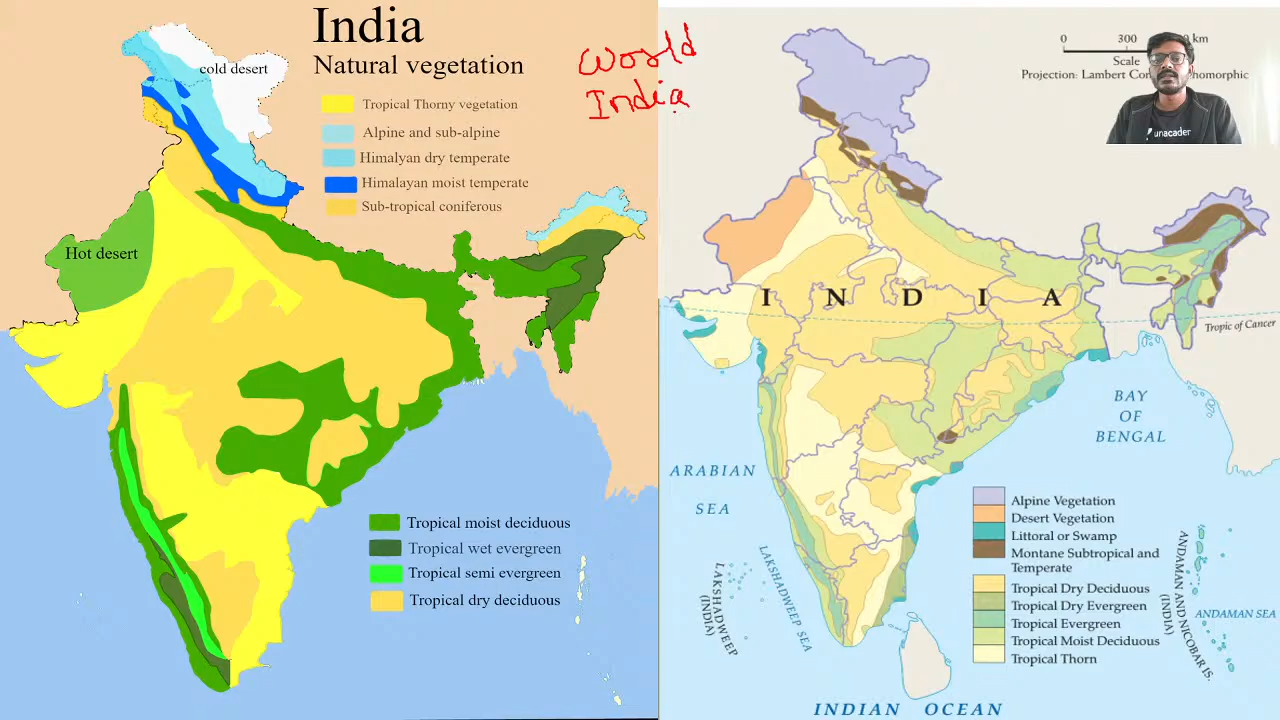 India
Natural vegetation
cold desert
Tropical Thorny vegetation
Alpine and sub-alpine
Himalyan dry temperate
Himalayan moist temperate
Sub-tropical coniferous
Hot desert
Tropical moist deciduous
Tropical wet evergreen
Tropical semi evergreen
Tropical dry deciduous
World
India
0 300 km
Scale
Projection: Lambert
unacader
INDIA
Tropic of Cancer
BAY
OF
BENGAL
ARABIAN
SEA
LAKSHADWEEP
(INDIA)
LAKSHADWEEP SEA
Alpine Vegetation
Desert Vegetation
Littoral or Swamp
Montane Subtropical and
Temperate
Tropical Dry Deciduous
Tropical Dry Evergreen
Tropical Evergreen
Tropical Moist Deciduous
Tropical Thorn
ANDAMAN AND NICOBAR IS.
(INDIA)
ANDAMAN SEA
INDIAN OCEAN